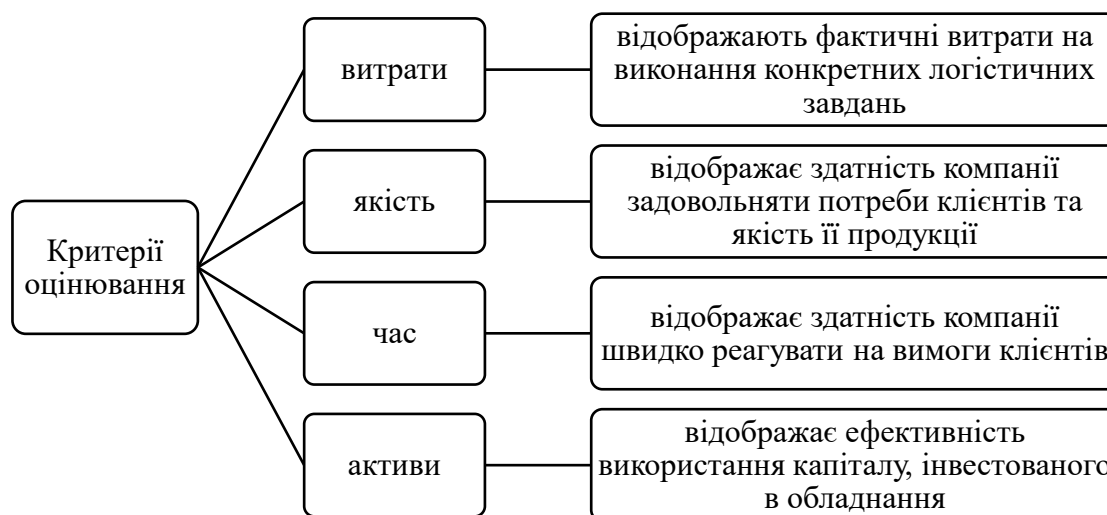 Критерії
оцінювання
витрати
відображають фактичні витрати на
виконання конкретних логістичних
завдань
якість
відображає здатність компанії
задовольняти потреби клієнтів та
якість її продукції
час
відображає здатність компанії
швидко реагувати на вимоги клієнтів
активи
відображає ефективність
використання капіталу, інвестованого
в обладнання